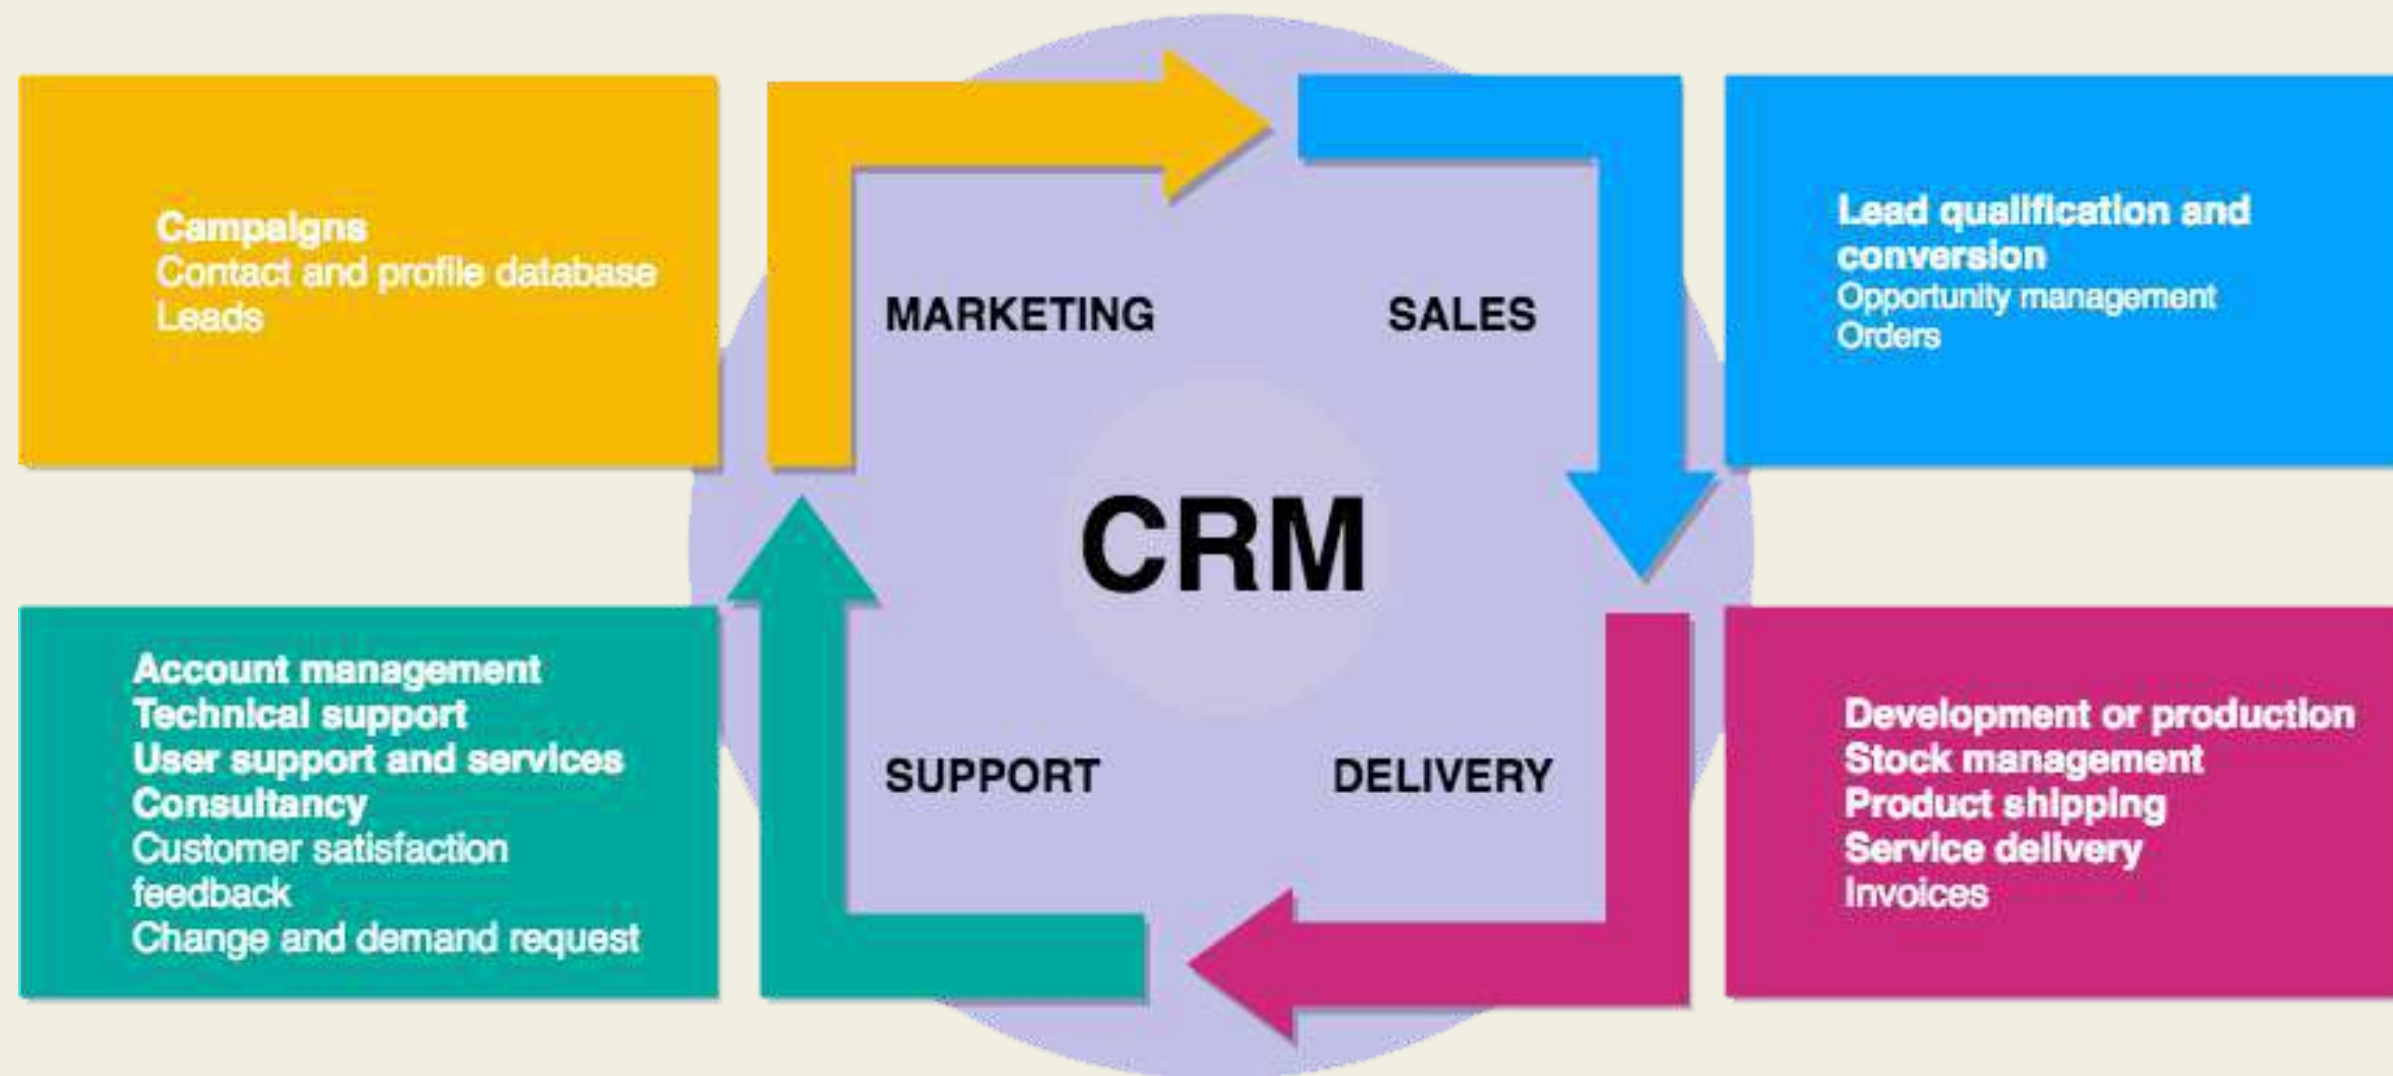 Campaigns
Contact and profile database
Leads
MARKETING
SALES
Lead qualification and
conversion
Opportunity management
Orders
CRM
Account management
Technical support
User support and services
Consultancy
Customer satisfaction
feedback
Change and demand request
SUPPORT
DELIVERY
Development or production
Stock management
Product shipping
Service delivery
Invoices